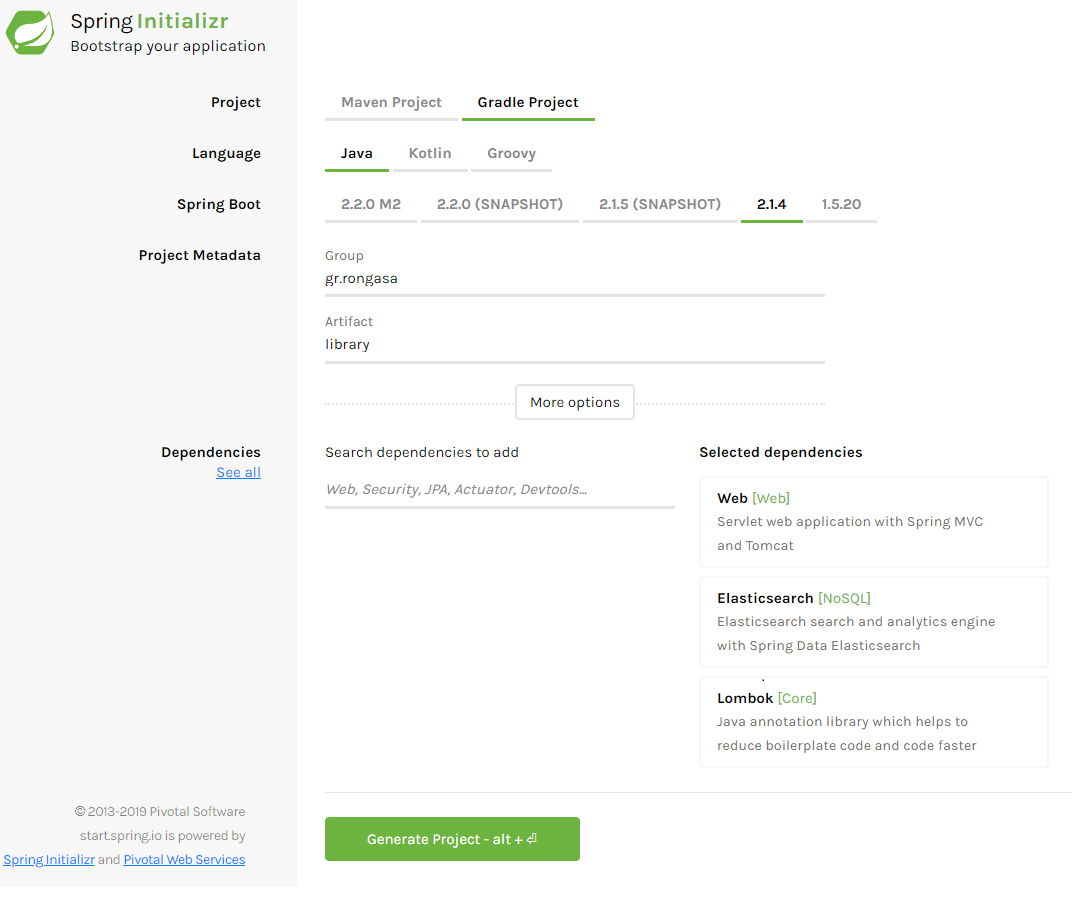 Spring Initializr
Bootstrap your application
Project
Maven Project Gradle Project
Language
Java Kotlin Groovy
Spring Boot
2.2.0 M2 2.2.0 (SNAPSHOT) 2.1.5 (SNAPSHOT) 2.1.4 1.5.20
Project Metadata
Group
gr.rongasa
Artifact
library
More options
Dependencies
See all
Search dependencies to add
Web, Security, JPA, Actuator, Devtools...
Selected dependencies
Web [Web]
Servlet web application with Spring MVC
and Tomcat
Elasticsearch [NoSQL]
Elasticsearch search and analytics engine
with Spring Data Elasticsearch
Lombok [Core]
Java annotation library which helps to
reduce boilerplate code and code faster
© 2013-2019 Pivotal Software
start.spring.io is powered by
Spring Initializr and Pivotal Web Services
Generate Project - alt + ⏎